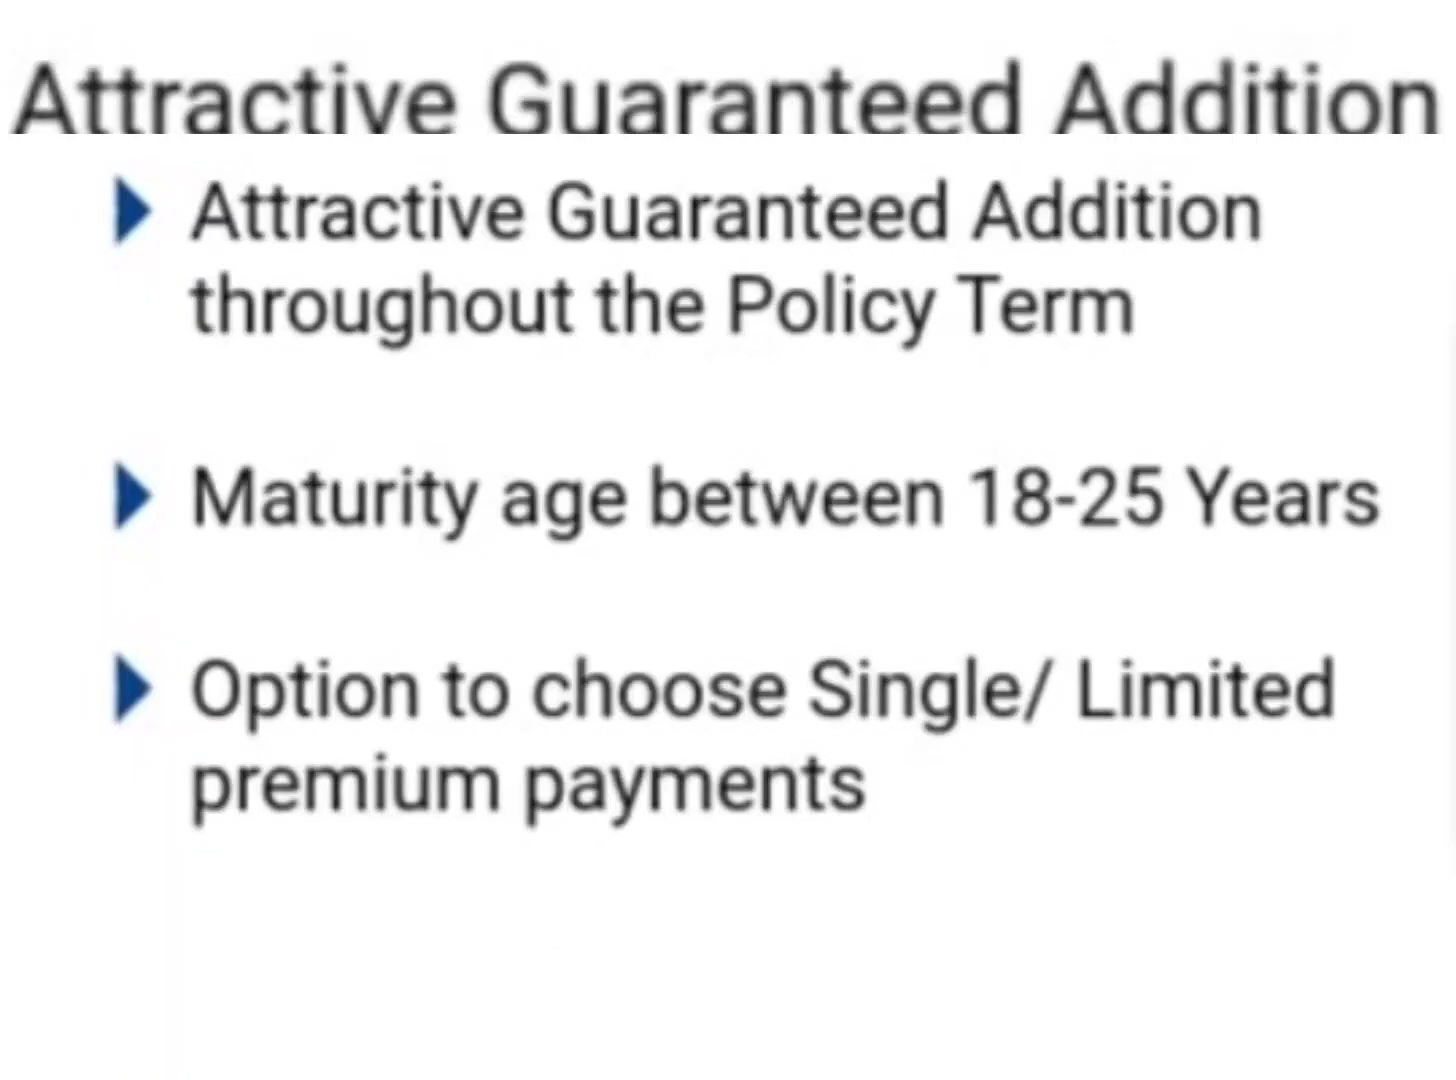 Attractive Guaranteed Addition
Attractive Guaranteed Addition
throughout the Policy Term
Maturity age between 18-25 Years
Option to choose Single/ Limited
premium payments